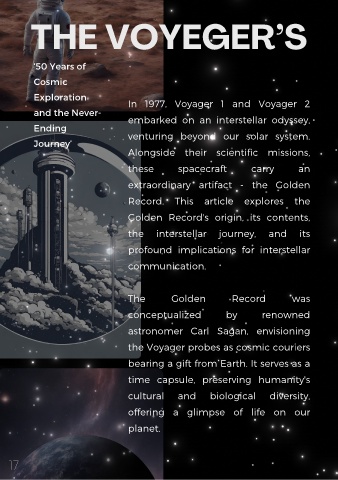 THE VOYEGER'S
'50 Years of
Cosmic
Exploration
and the Never-
Ending
Journey'
In 1977, Voyager 1 and Voyager 2
embarked on an interstellar odyssey,
venturing beyond our solar system.
Alongside their scientific missions,
these spacecraft carry an
extraordinary artifact - the Golden
Record. This article explores the
Golden Record's origin, its contents,
the interstellar journey, and its
profound implications for interstellar
communication.
The Golden Record was
conceptualized by renowned
astronomer Carl Sagan, envisioning
the Voyager probes as cosmic couriers
bearing a gift from Earth. It serves as a
time capsule, preserving humanity's
cultural and biological diversity,
offering a glimpse of life on our
planet.
17